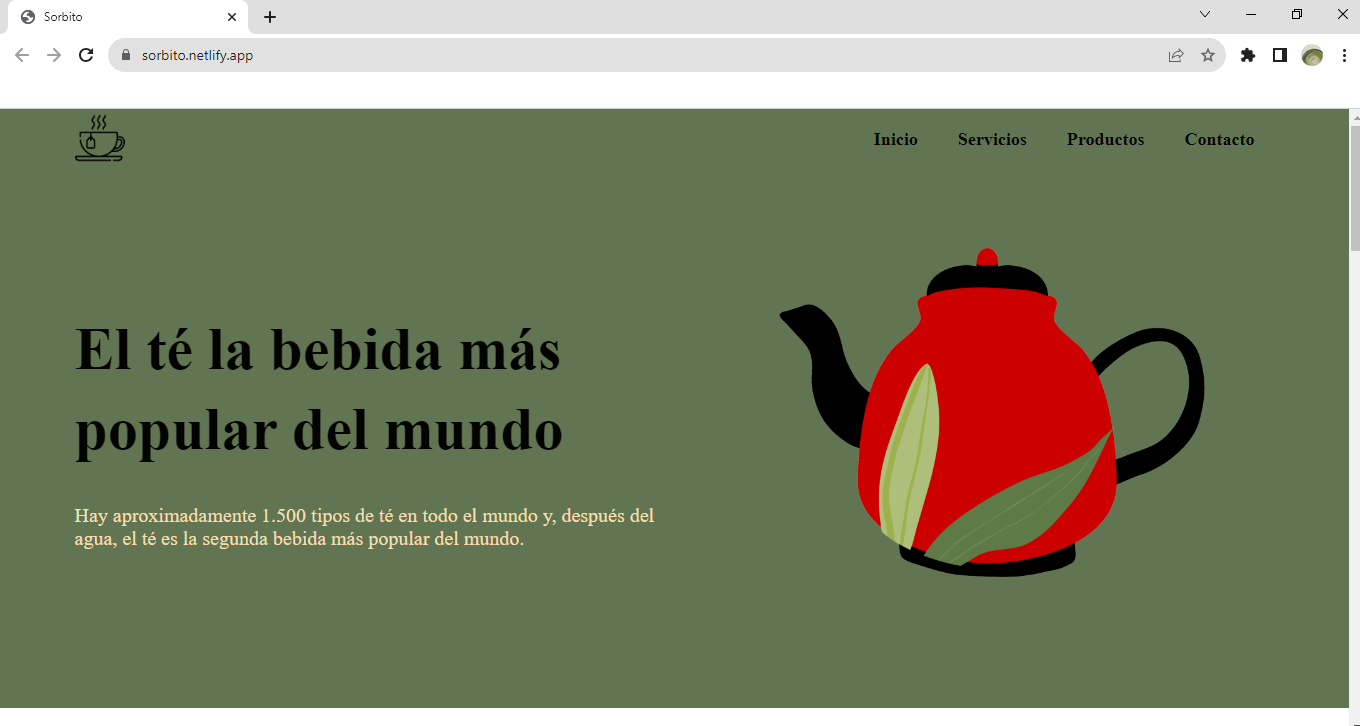 Sorbito
sorbito.netlify.app
Inicio Servicios Productos Contacto
El té la bebida más
popular del mundo
Hay aproximadamente 1.500 tipos de té en todo el mundo y, después del
agua, el té es la segunda bebida más popular del mundo.